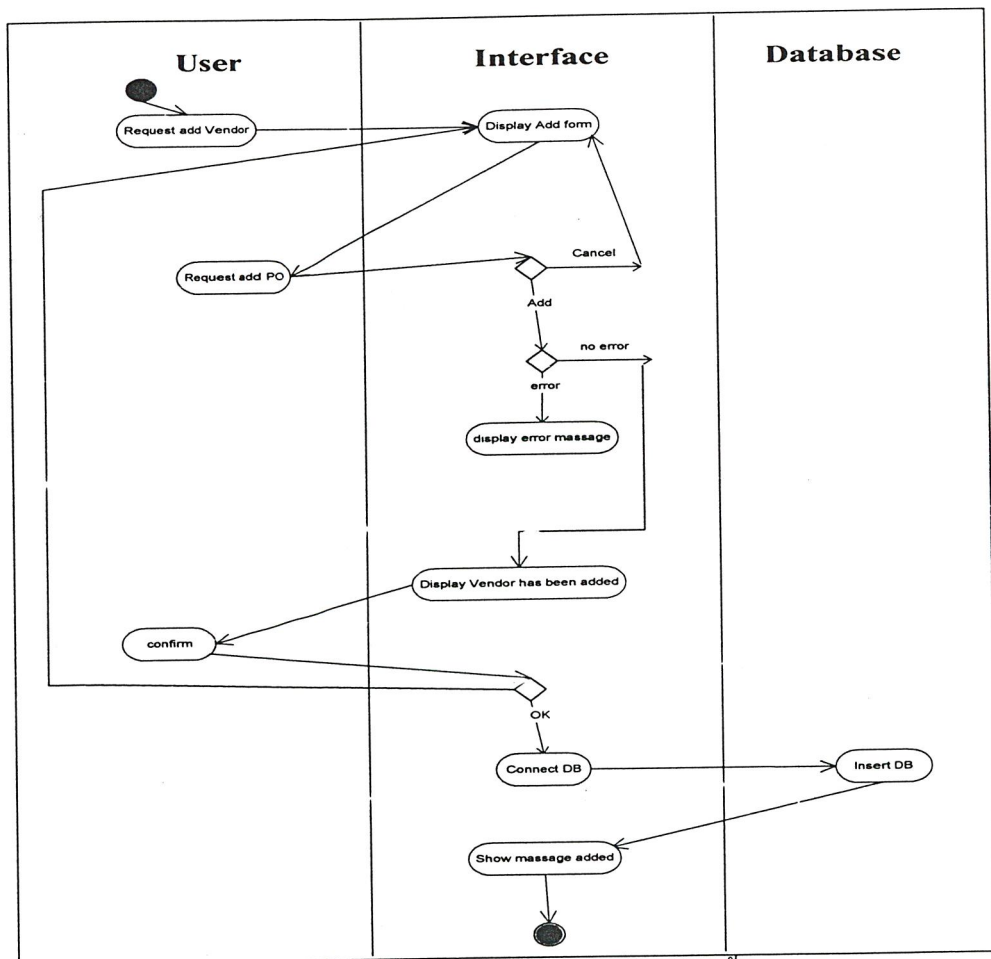 User
Interface
Database
Request add Vendor
Display Add form
Request add PO
Cancel
Add
no error
error
display error massage
Display Vendor has been added
confirm
OK
Connect DB
Insert DB
Show massage added